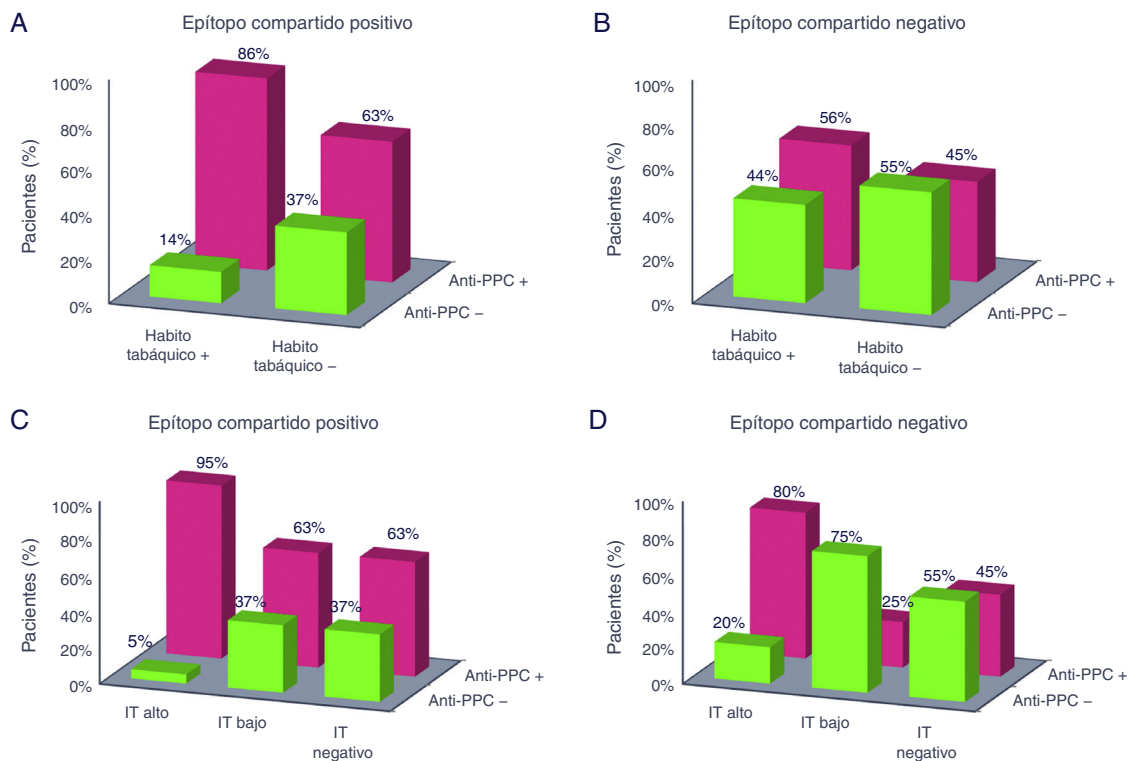 A
Epítopo compartido positivo
100%
80%
60%
40%
20%
0%
Pacientes (%)
86%
63%
14%
37%
Anti-PPC +
Anti-PPC –
Habito
tabáquico +
Habito
tabáquico –
B
Epítopo compartido negativo
100%
80%
60%
40%
20%
0%
Pacientes (%)
56%
45%
44%
55%
Anti-PPC +
Anti-PPC –
Habito
tabáquico +
Habito
tabáquico –
C
Epítopo compartido positivo
100%
80%
60%
40%
20%
0%
Pacientes (%)
95%
63%
63%
5%
37%
37%
Anti-PPC +
Anti-PPC –
IT alto
IT bajo
IT
negativo
D
Epítopo compartido negativo
100%
80%
60%
40%
20%
0%
Pacientes (%)
80%
25%
45%
20%
75%
55%
Anti-PPC +
Anti-PPC –
IT alto
IT bajo
IT
negativo